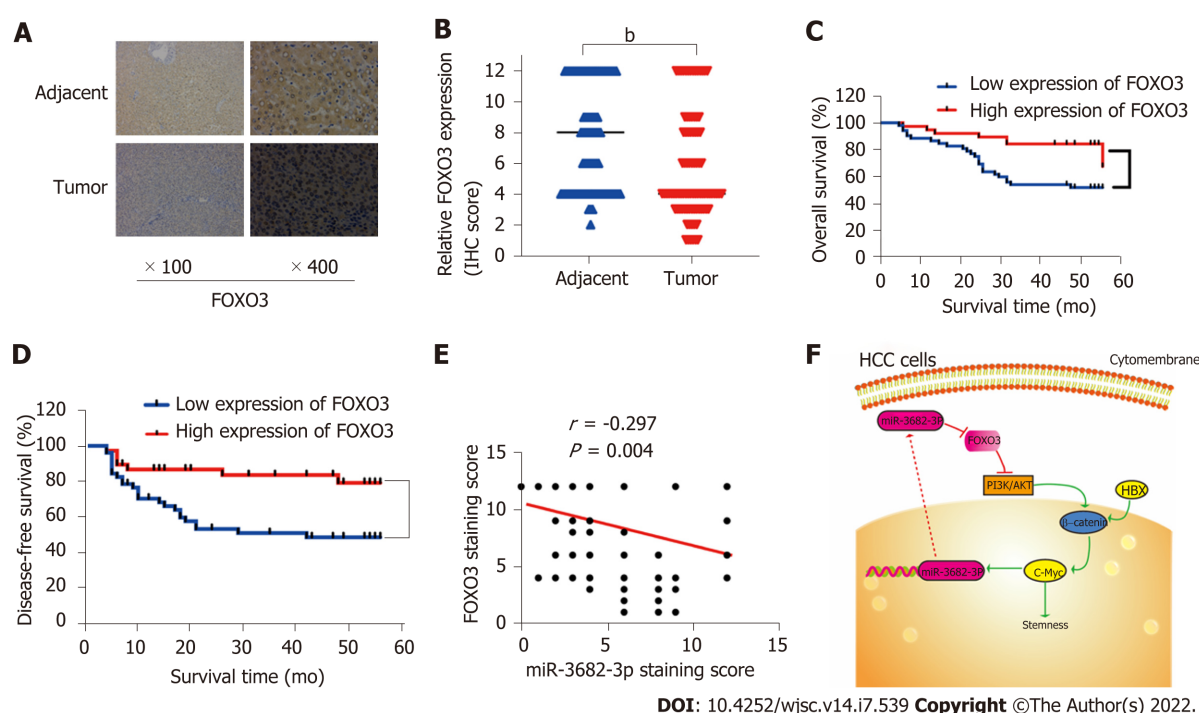 A
Adjacent
Tumor
× 100
× 400
FOXO3
B
b
Relative FOXO3 expression
(IHC score)
12
10
8
6
4
2
0
Adjacent
Tumor
C
Low expression of FOXO3
High expression of FOXO3
Overall survival (%)
120
100
80
60
40
20
0
0 10 20 30 40 50 60
Survival time (mo)
D
Low expression of FOXO3
High expression of FOXO3
Disease-free survival (%)
120
100
80
60
40
20
0
0 10 20 30 40 50 60
Survival time (mo)
E
r = -0.297
P = 0.004
FOXO3 staining score
15
10
5
0
0 5 10 15
miR-3682-3p staining score
F
HCC cells
Cytomembrane
miR-3682-3P
FOXO3
PI3K/AKT
HBX
β-catenin
miR-3682-3P
C-Myc
Stemness
DOI: 10.4252/wjsc.v14.i7.539 Copyright ©The Author(s) 2022.